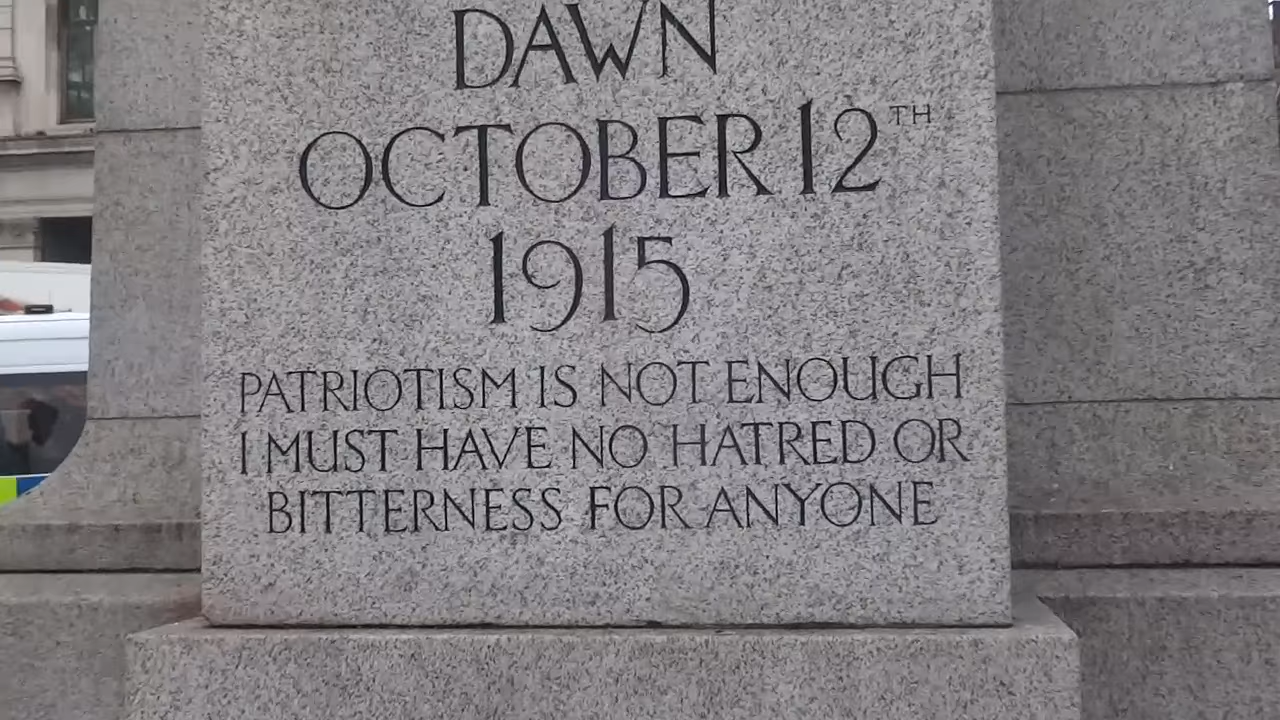 DAWN
OCTOBER 12TH
1915
PATRIOTISM IS NOT ENOUGH
I MUST HAVE NO HATRED OR
BITTERNESS FOR ANYONE